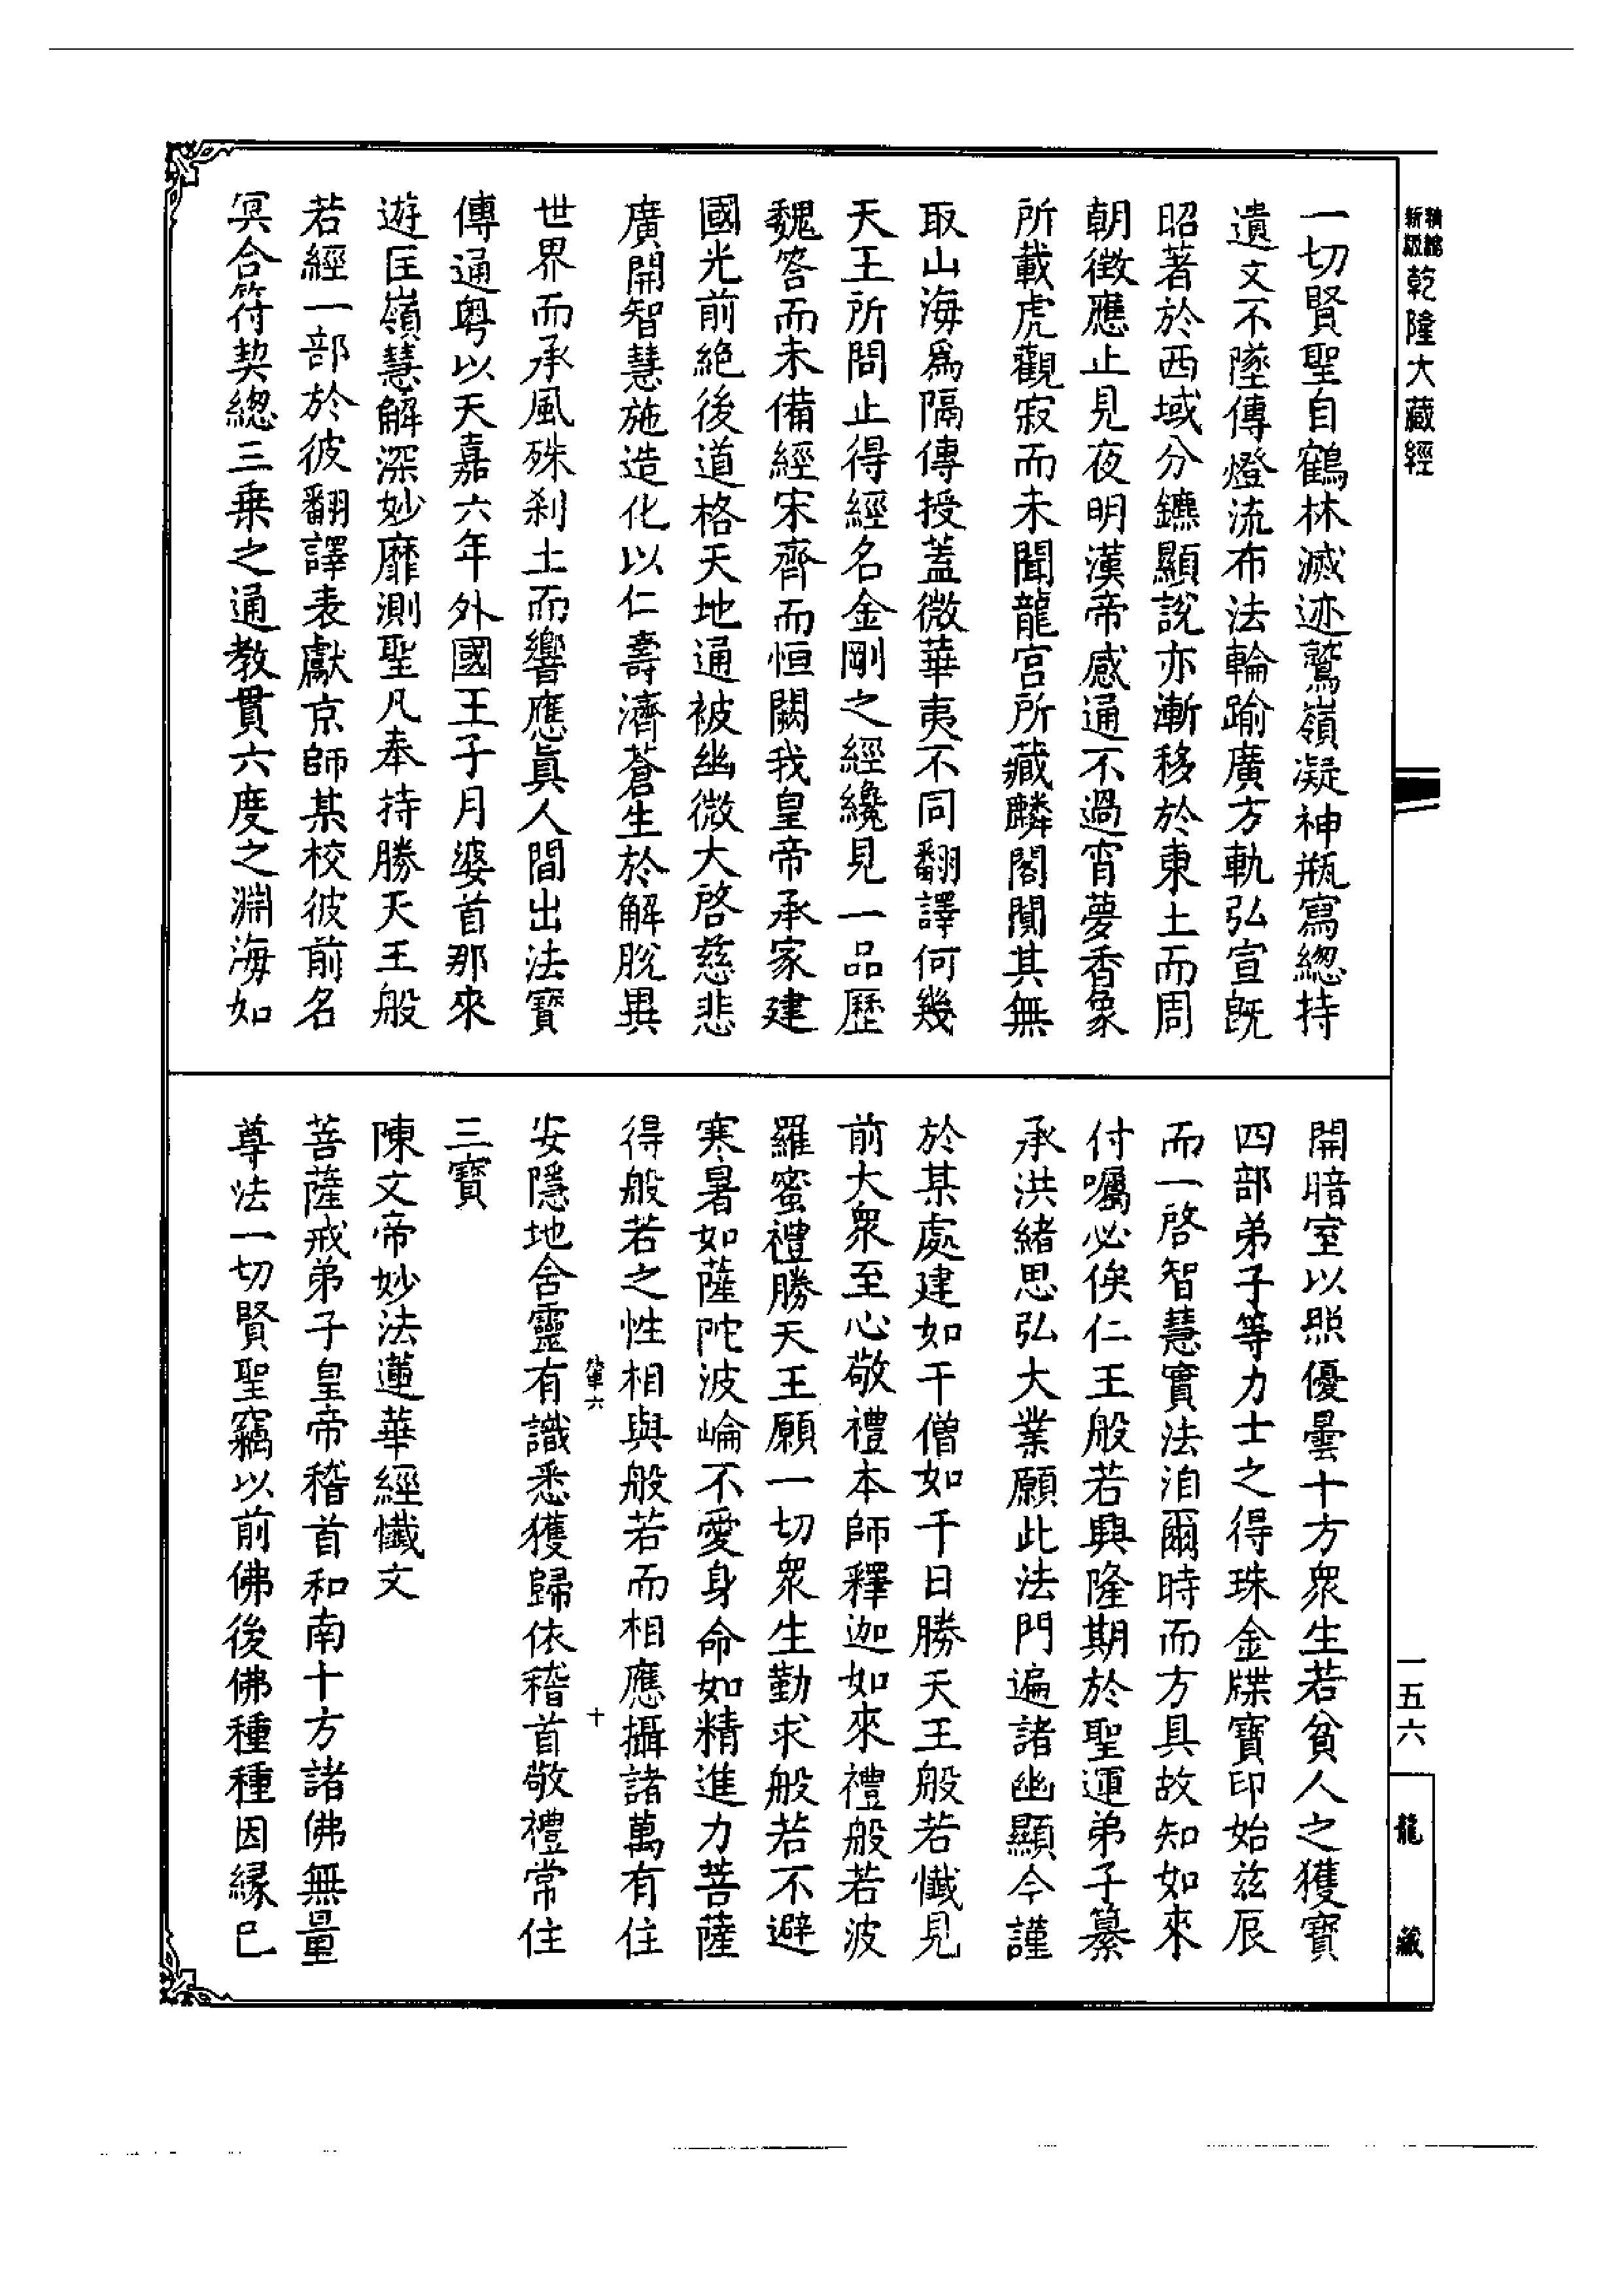 新編縮本乾隆大藏經
一切賢聖自鶴林滅迹鷲嶺凝神瓶寫總持
遺文不墜傳燈流布法輪踰廣方軌弘宣既
昭著於西域分鑣顯說亦漸移於東土而周
朝徴應止見夜明漢帝感通不過宵夢香象
所載虎觀寂而未聞龍宮所藏麟閣闃其無
取山海爲隔傳授蓋微華夷不同翻譯何幾
天王所問止得經名金剛之經纔見一品歷
魏答而未備經宋齊而恒闕我皇帝承家建
國光前絶後道格天地通被幽微大啓慈悲
廣開智慧施造化以仁壽濟蒼生於解脫異
世界而承風殊刹土而響應眞人間出法寶
傳通粤以天嘉六年外國王子月婆首那來
遊匡嶺慧解深妙靡測聖凡奉持勝天王般
若經一部於彼翻譯表獻京師某校彼前名
冥合符契總三乗之通教貫六度之淵海如
開暗室以照優曇十方衆生若貧人之獲寶
四部弟子等力士之得珠金牒寶印始茲辰
而一啓智慧實法洎爾時而方具故知如來
付囑必俟仁王般若興隆期於聖運弟子纂
承洪緒思弘大業願此法門遍諸幽顯今謹
於某處建如干僧如干日勝天王般若懺見
前大衆至心敬禮本師釋迦如來禮般若波
羅蜜禮勝天王願一切衆生勤求般若不避
寒暑如薩陀波崘不愛身命如精進力菩薩
得般若之性相與般若而相應攝諸萬有住
六
十
安隱地舍靈有識悉獲歸依稽首敬禮常住
三寶
陳文帝妙法蓮華經懺文
菩薩戒弟子皇帝稽首和南十方諸佛無量
尊法一切賢聖竊以前佛後佛種種因緣已
一五六
龍藏